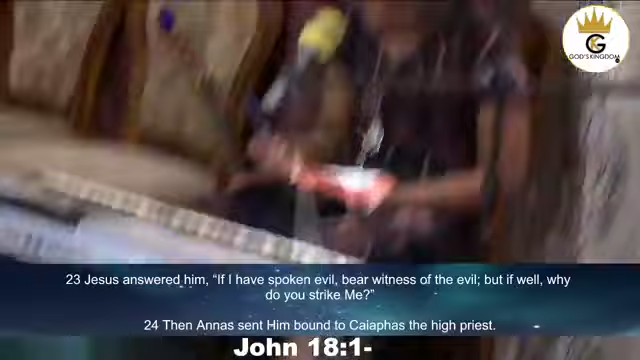 G
GOD'S KINGDOM
23 Jesus answered him, “If I have spoken evil, bear witness of the evil; but if well, why
do you strike Me?”
24 Then Annas sent Him bound to Caiaphas the high priest.
John 18:1-